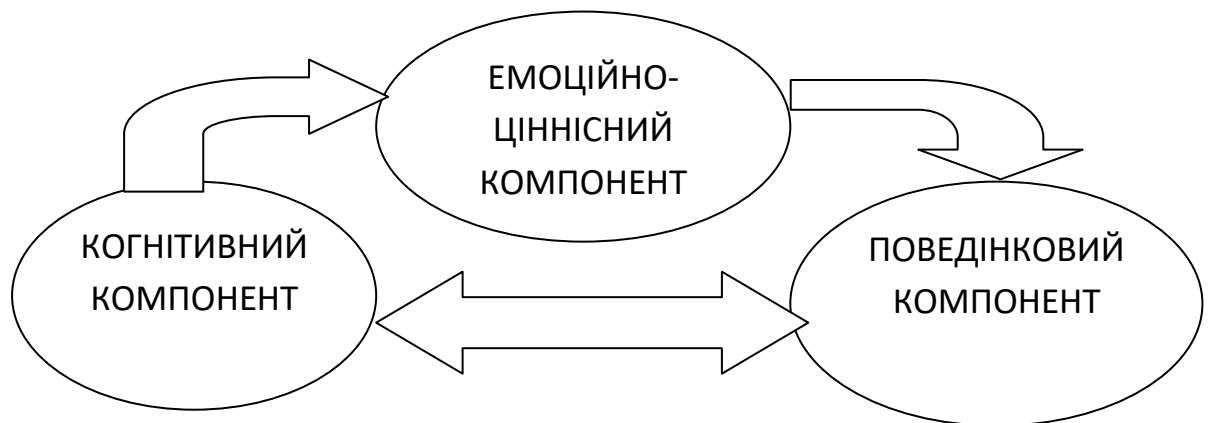 ЕМОЦІЙНО-
ЦІННІСНИЙ
КОМПОНЕНТ
КОГНІТИВНИЙ
КОМПОНЕНТ
ПОВЕДІНКОВИЙ
КОМПОНЕНТ